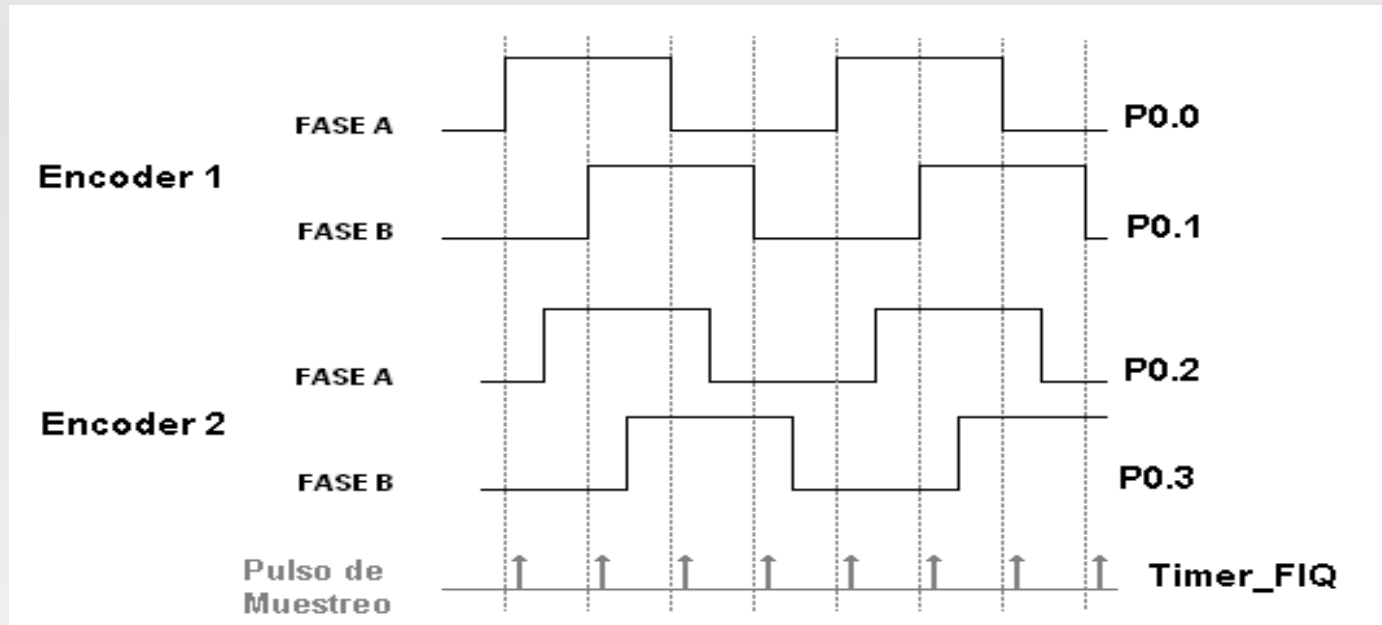 FASE A
P0.0
Encoder 1
FASE B
P0.1
FASE A
P0.2
Encoder 2
FASE B
P0.3
Pulso de
Muestreo
Timer_FIQ